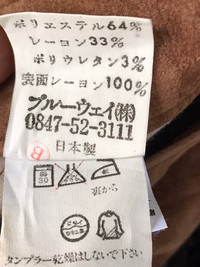 ポリエステル64%
レーヨン33%
ポリウレタン3%
裏面レーヨン100%
ブルーウェイ(株)
0847-52-3111
日本製
裏から
タンブラー乾燥はしないで下さい